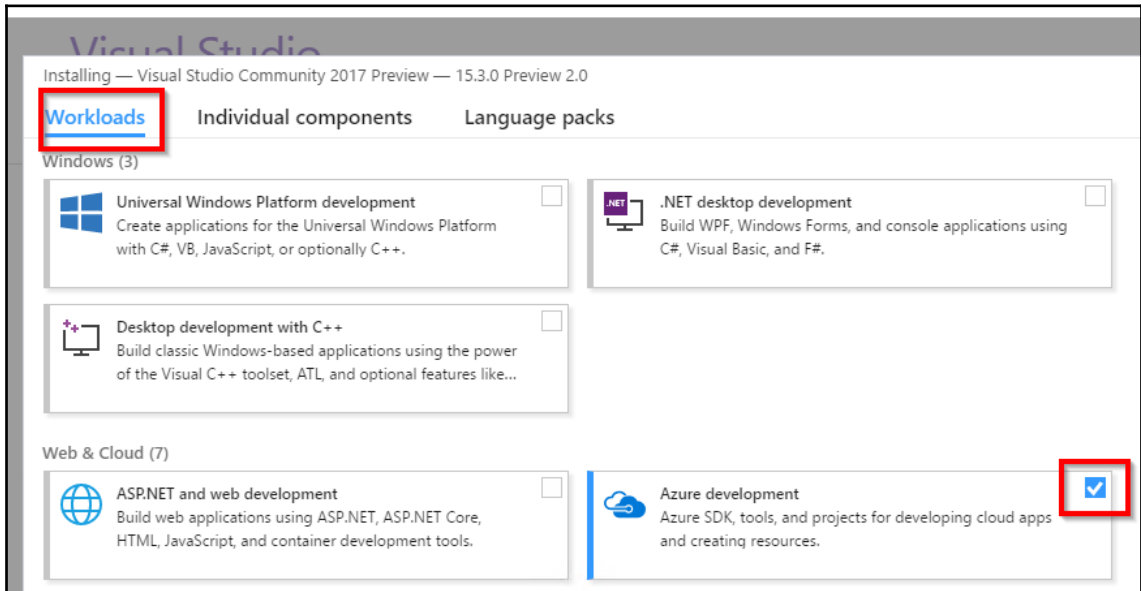 Visual Studio
Installing — Visual Studio Community 2017 Preview — 15.3.0 Preview 2.0
Workloads Individual components Language packs
Windows (3)
Universal Windows Platform development
Create applications for the Universal Windows Platform
with C#, VB, JavaScript, or optionally C++.
.NET
.NET desktop development
Build WPF, Windows Forms, and console applications using
C#, Visual Basic, and F#.
Desktop development with C++
Build classic Windows-based applications using the power
of the Visual C++ toolset, ATL, and optional features like...
Web & Cloud (7)
ASP.NET and web development
Build web applications using ASP.NET, ASP.NET Core,
HTML, JavaScript, and container development tools.
Azure development
Azure SDK, tools, and projects for developing cloud apps
and creating resources.